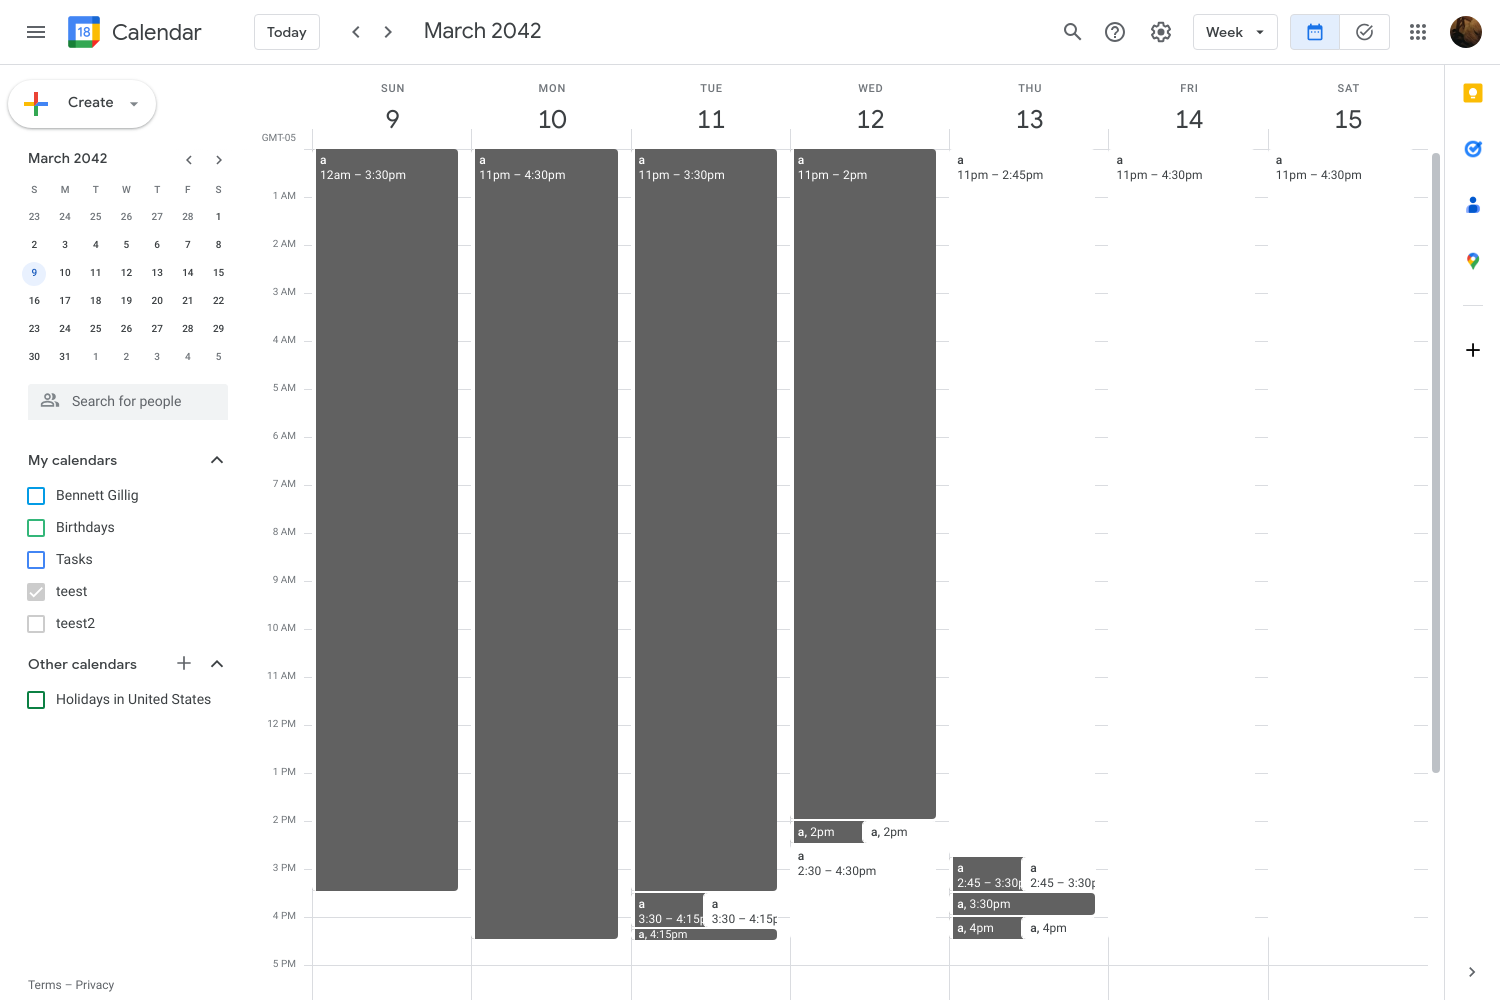 18 Calendar
Today
March 2042
Week
Create
March 2042
S M T W T F S
23 24 25 26 27 28 1
2 3 4 5 6 7 8
9 10 11 12 13 14 15
16 17 18 19 20 21 22
23 24 25 26 27 28 29
30 31 1 2 3 4 5
Search for people
My calendars
Bennett Gillig
Birthdays
Tasks
teest
teest2
Other calendars
Holidays in United States
Terms – Privacy
SUN MON TUE WED THU FRI SAT
9 10 11 12 13 14 15
GMT-05
a a a a a a a
12am – 3:30pm 11pm – 4:30pm 11pm – 3:30pm 11pm – 2pm 11pm – 2:45pm 11pm – 4:30pm 11pm – 4:30pm
1 AM
2 AM
3 AM
4 AM
5 AM
6 AM
7 AM
8 AM
9 AM
10 AM
11 AM
12 PM
1 PM
2 PM
a, 2pm a, 2pm
a
2:30 – 4:30pm
3 PM
a a
2:45 – 3:30p 2:45 – 3:30p
a a
3:30 – 4:15p 3:30 – 4:15p
a, 3:30pm
4 PM
a, 4:15pm
a, 4pm a, 4pm
5 PM